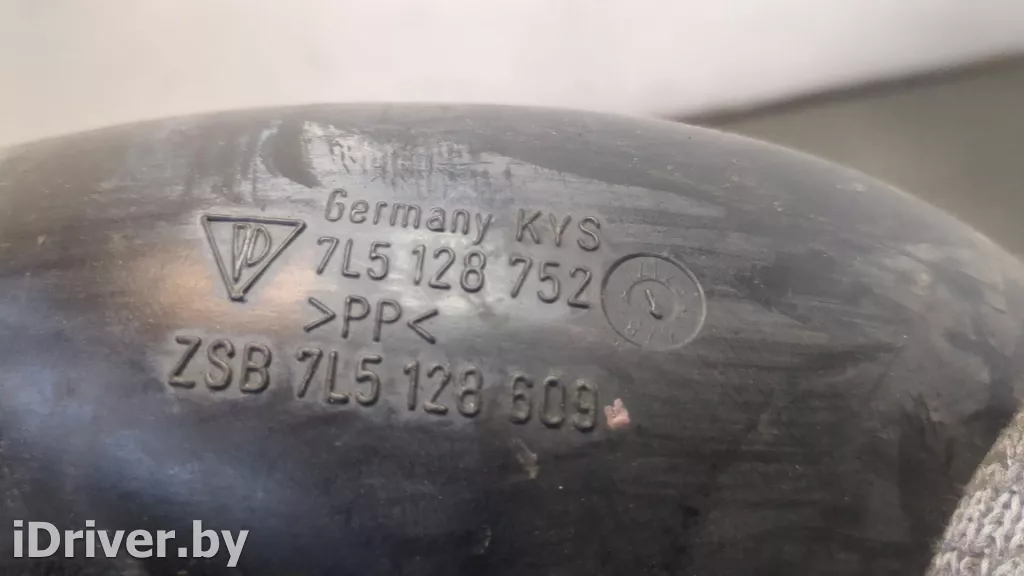 Germany KYS
7L5 128 752
>PP<
ZSB 7L5 128 609
iDriver.by